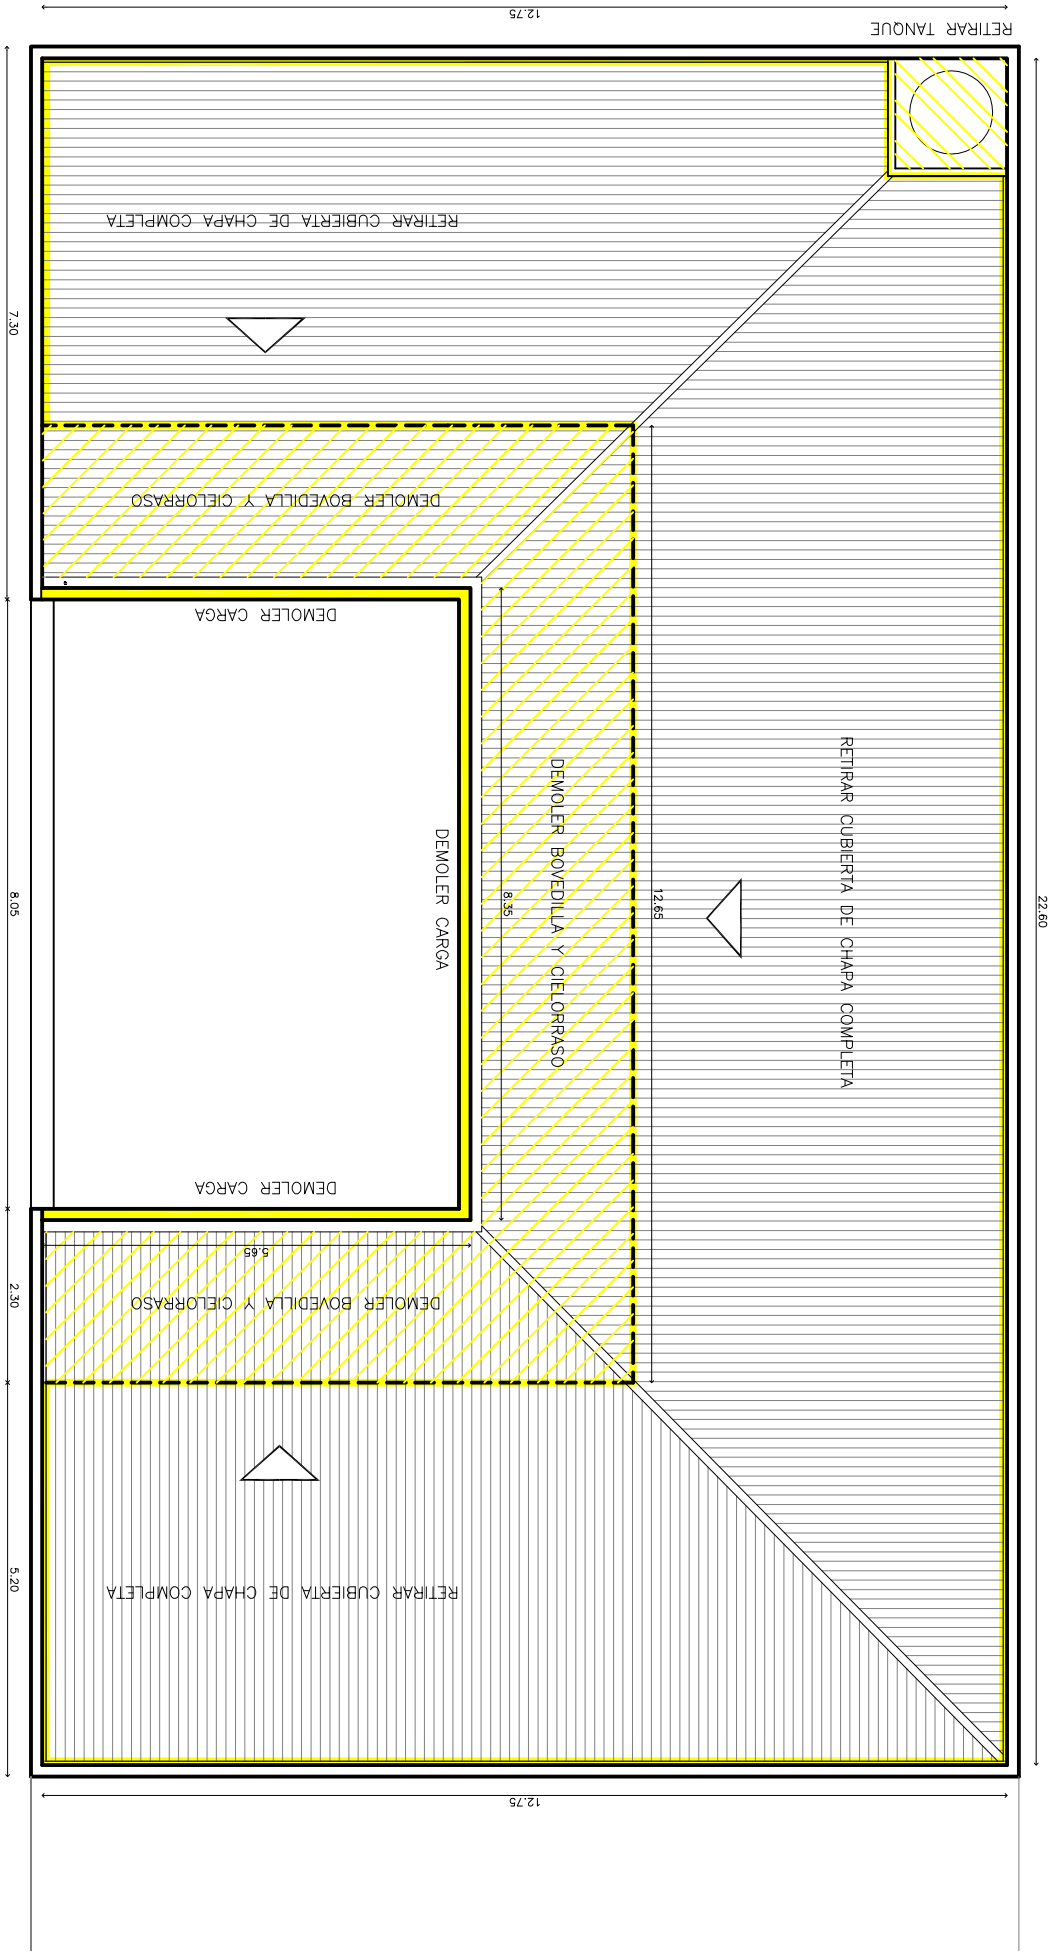 12.75
RETIRAR TANQUE
RETIRAR CUBIERTA DE CHAPA COMPLETA
7.30
DEMOLER BOVEDILLA Y CIELORRASO
DEMOLER CARGA
RETIRAR CUBIERTA DE CHAPA COMPLETA
DEMOLER BOVEDILLA Y CIELORRASO
DEMOLER CARGA
8.35
12.65
8.05
22.60
DEMOLER CARGA
5.65
2.30
DEMOLER BOVEDILLA Y CIELORRASO
5.20
RETIRAR CUBIERTA DE CHAPA COMPLETA
12.75